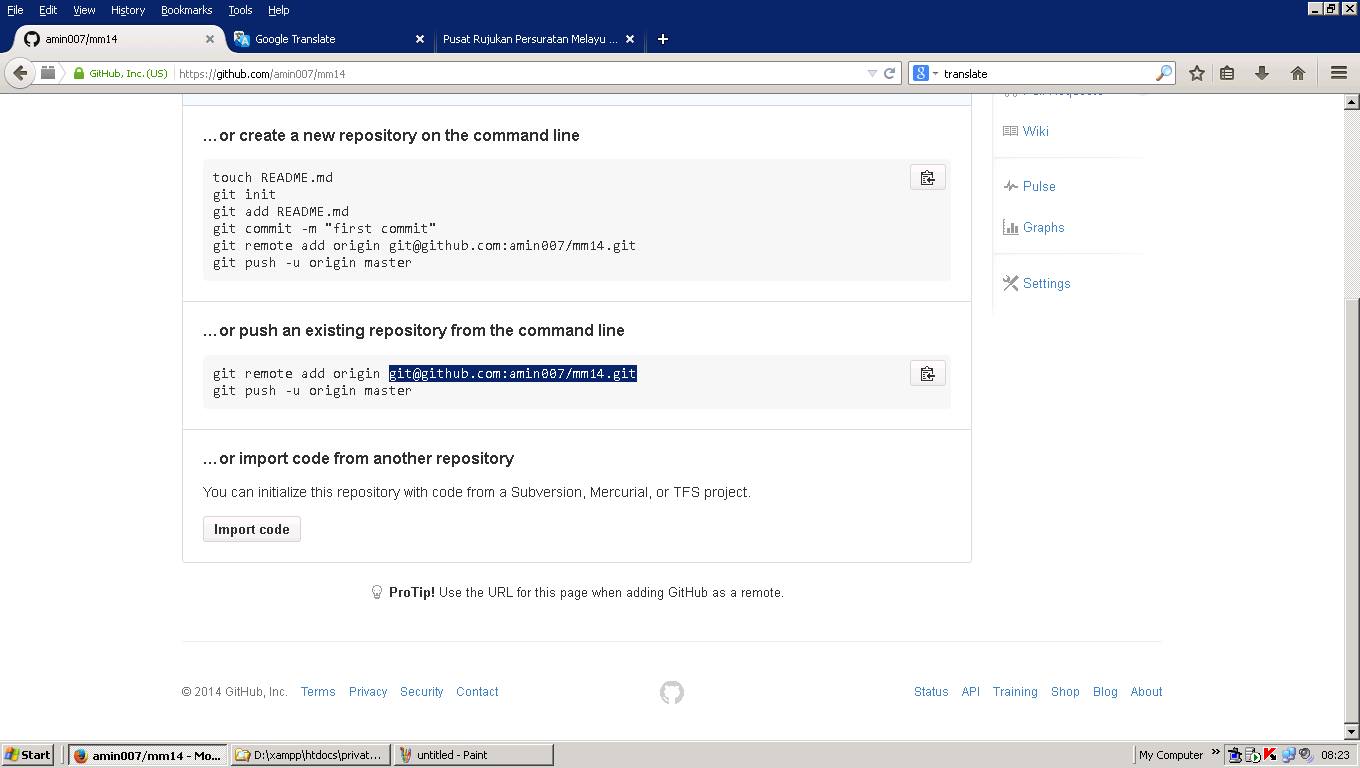 File Edit View History Bookmarks Tools Help
amin007/mm14
Google Translate
Pusat Rujukan Persuratan Melayu ...
GitHub, Inc. (US)
https://github.com/amin007/mm14
translate
Pull Requests
Wiki
Pulse
Graphs
Settings
...or create a new repository on the command line
touch README.md
git init
git add README.md
git commit -m "first commit"
git remote add origin git@github.com:amin007/mm14.git
git push -u origin master
...or push an existing repository from the command line
git remote add origin git@github.com:amin007/mm14.git
git push -u origin master
...or import code from another repository
You can initialize this repository with code from a Subversion, Mercurial, or TFS project.
Import code
ProTip! Use the URL for this page when adding GitHub as a remote.
© 2014 GitHub, Inc. Terms Privacy Security Contact
Status API Training Shop Blog About
Start
amin007/mm14 - Mo...
D:\xampp\htdocs\privat...
untitled - Paint
My Computer
08:23